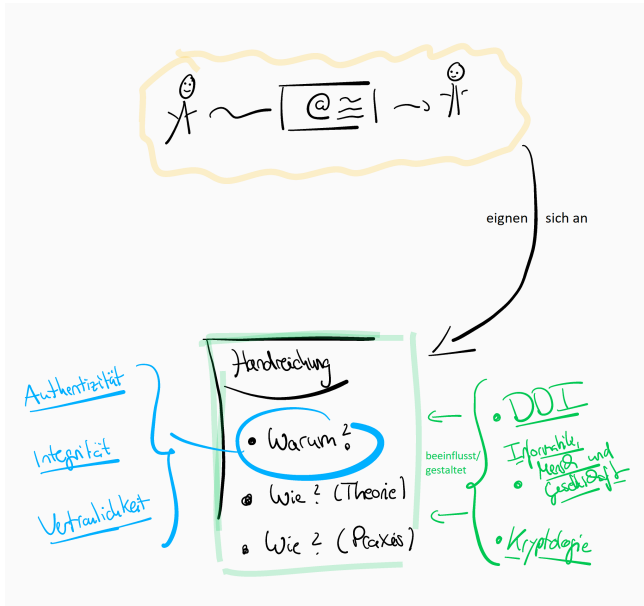 @
eignen sich an
Handreichung
• Warum?
• Wie? (Theorie)
• Wie? (Praxis)
Authentizität
Integrität
Vertraulichkeit
beeinflusst/
gestaltet
• DDI
• Informatik,
Mensch und
Gesellschaft
• Kryptologie